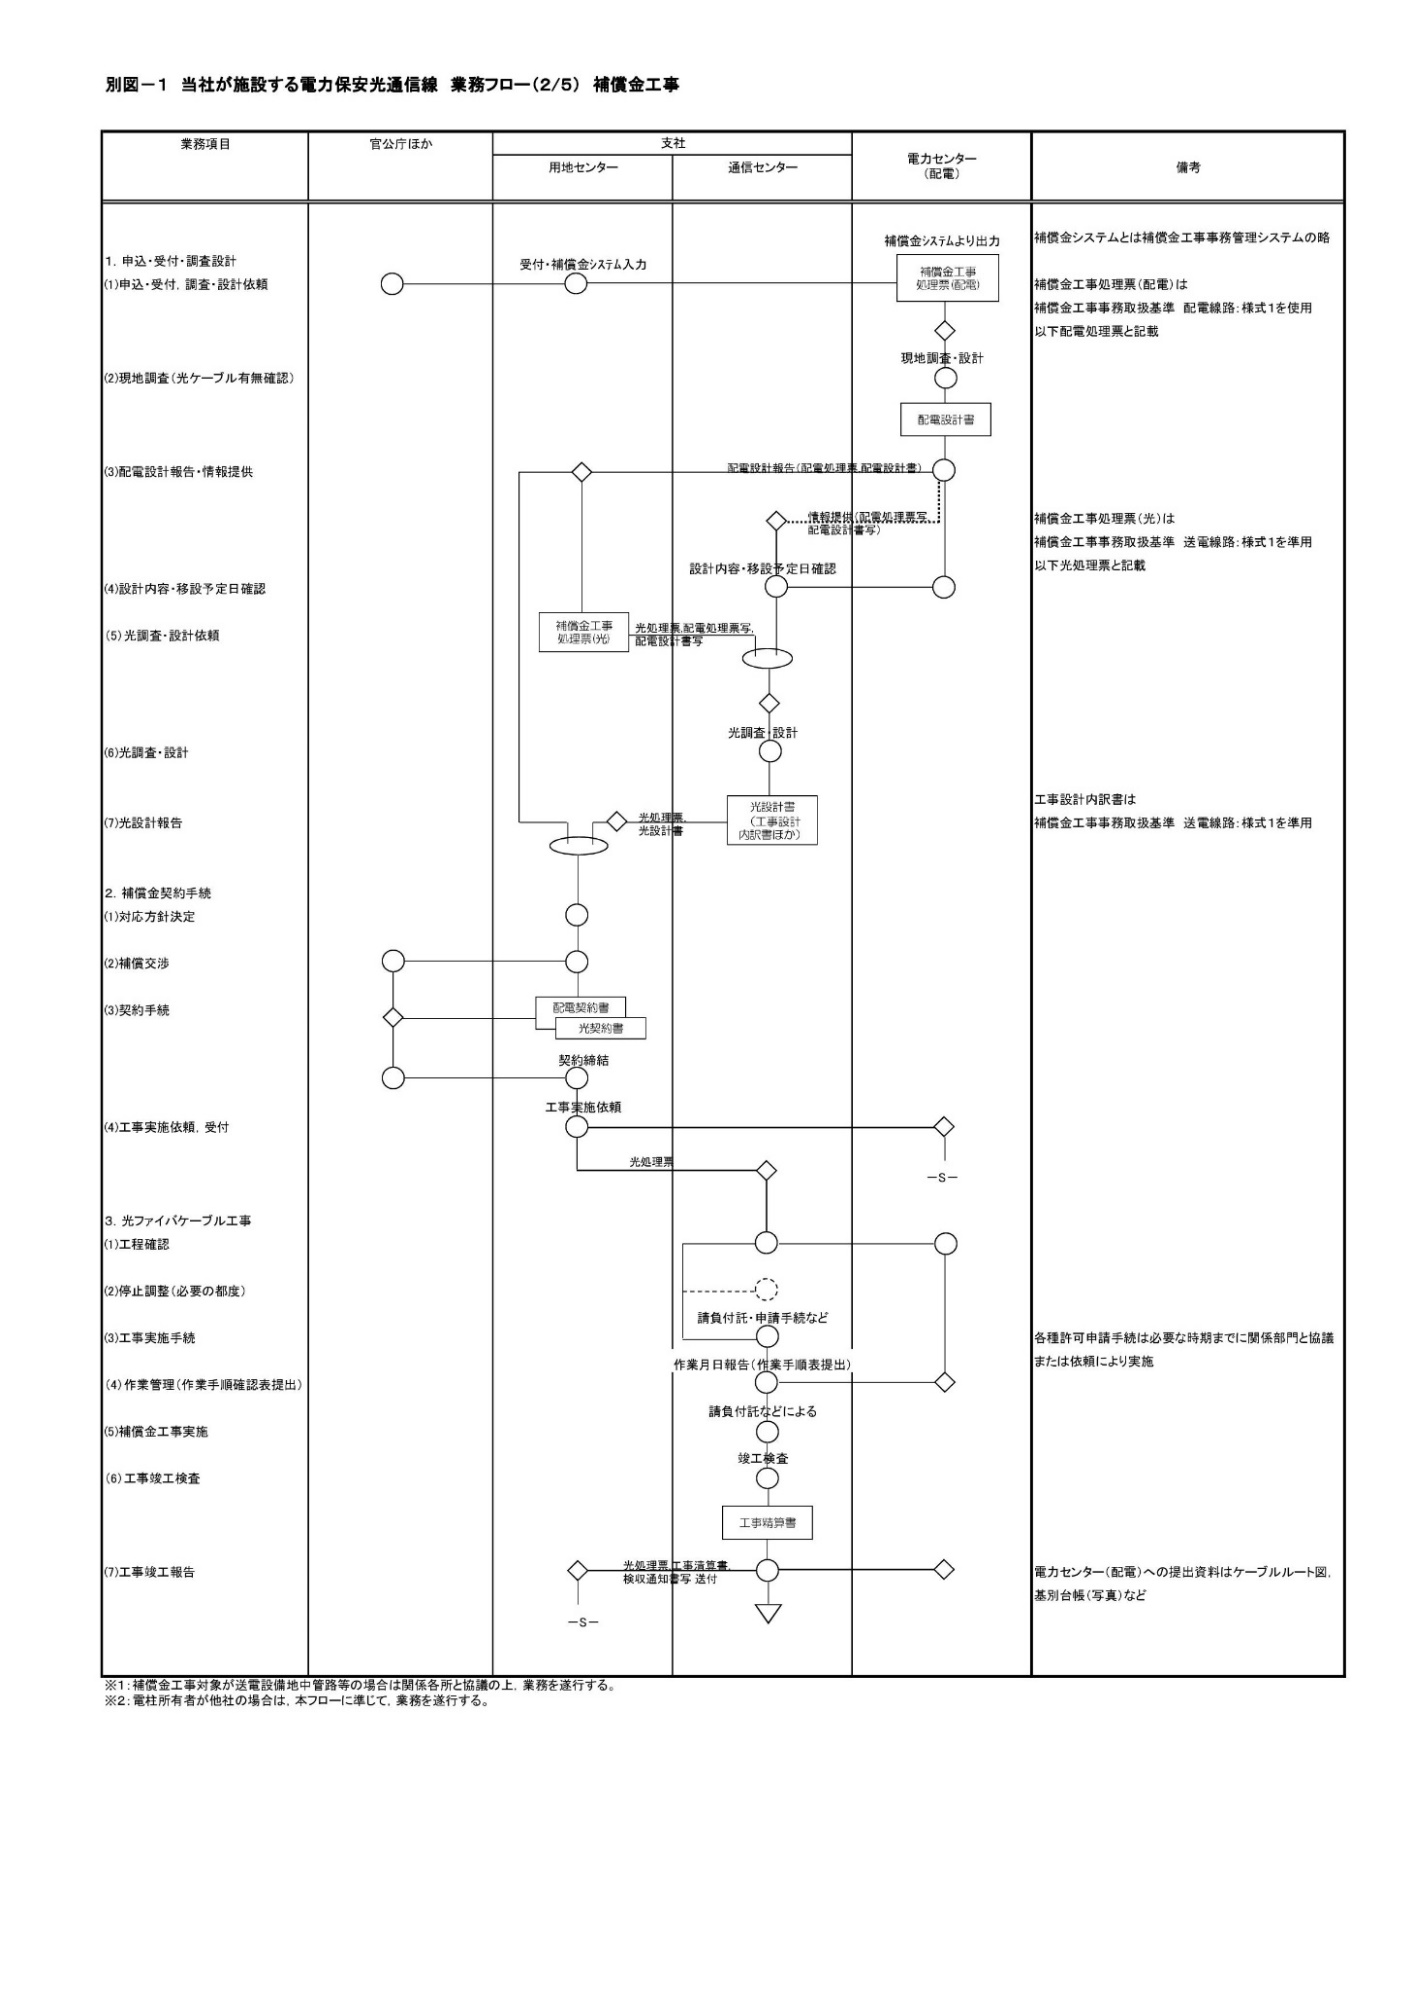 別図－1　当社が施設する電力保安光通信線　業務フロー(2/5)　補償金工事
業務項目
官公庁ほか
支社
用地センター
通信センター
電力センター
(配電)
備考
補償金システムより出力
補償金システムとは補償金工事事務管理システムの略
1．申込・受付・調査設計
受付・補償金システム入力
(1)申込・受付，調査・設計依頼
補償金工事
処理票(配電)
補償金工事処理票(配電)は
補償金工事事務取扱基準　配電線路：様式1を使用
以下配電処理票と記載
現地調査・設計
(2)現地調査(光ケーブル有無確認)
配電設計書
(3)配電設計報告・情報提供
配電設計報告(配電処理票,配電設計書)
情報提供(配電処理票写,
配電設計書写)
補償金工事処理票(光)は
補償金工事事務取扱基準　送電線路：様式1を準用
以下光処理票と記載
設計内容・移設予定日確認
(4)設計内容・移設予定日確認
(5)光調査・設計依頼
補償金工事
処理票(光)
光処理票,配電処理票写,
配電設計書写
光調査・設計
(6)光調査・設計
工事設計内訳書は
補償金工事事務取扱基準　送電線路：様式1を準用
(7)光設計報告
光処理票,
光設計書
光設計書
(工事設計
内訳書ほか)
2．補償金契約手続
(1)対応方針決定
(2)補償交渉
(3)契約手続
配電契約書
光契約書
契約締結
工事実施依頼
(4)工事実施依頼，受付
光処理票
－S－
3．光ファイバケーブル工事
(1)工程確認
(2)停止調整(必要の都度)
請負付託・申請手続など
(3)工事実施手続
各種許可申請手続は必要な時期までに関係部門と協議
または依頼により実施
作業月日報告(作業手順表提出)
(4)作業管理(作業手順確認表提出)
請負付託などによる
(5)補償金工事実施
竣工検査
(6)工事竣工検査
工事精算書
(7)工事竣工報告
光処理票,工事清算書,
検収通知書写 送付
電力センター(配電)への提出資料はケーブルルート図，
基別台帳(写真)など
－S－
※1：補償金工事対象が送電設備地中管路等の場合は関係各所と協議の上，業務を遂行する。
※2：電柱所有者が他社の場合は，本フローに準じて，業務を遂行する。